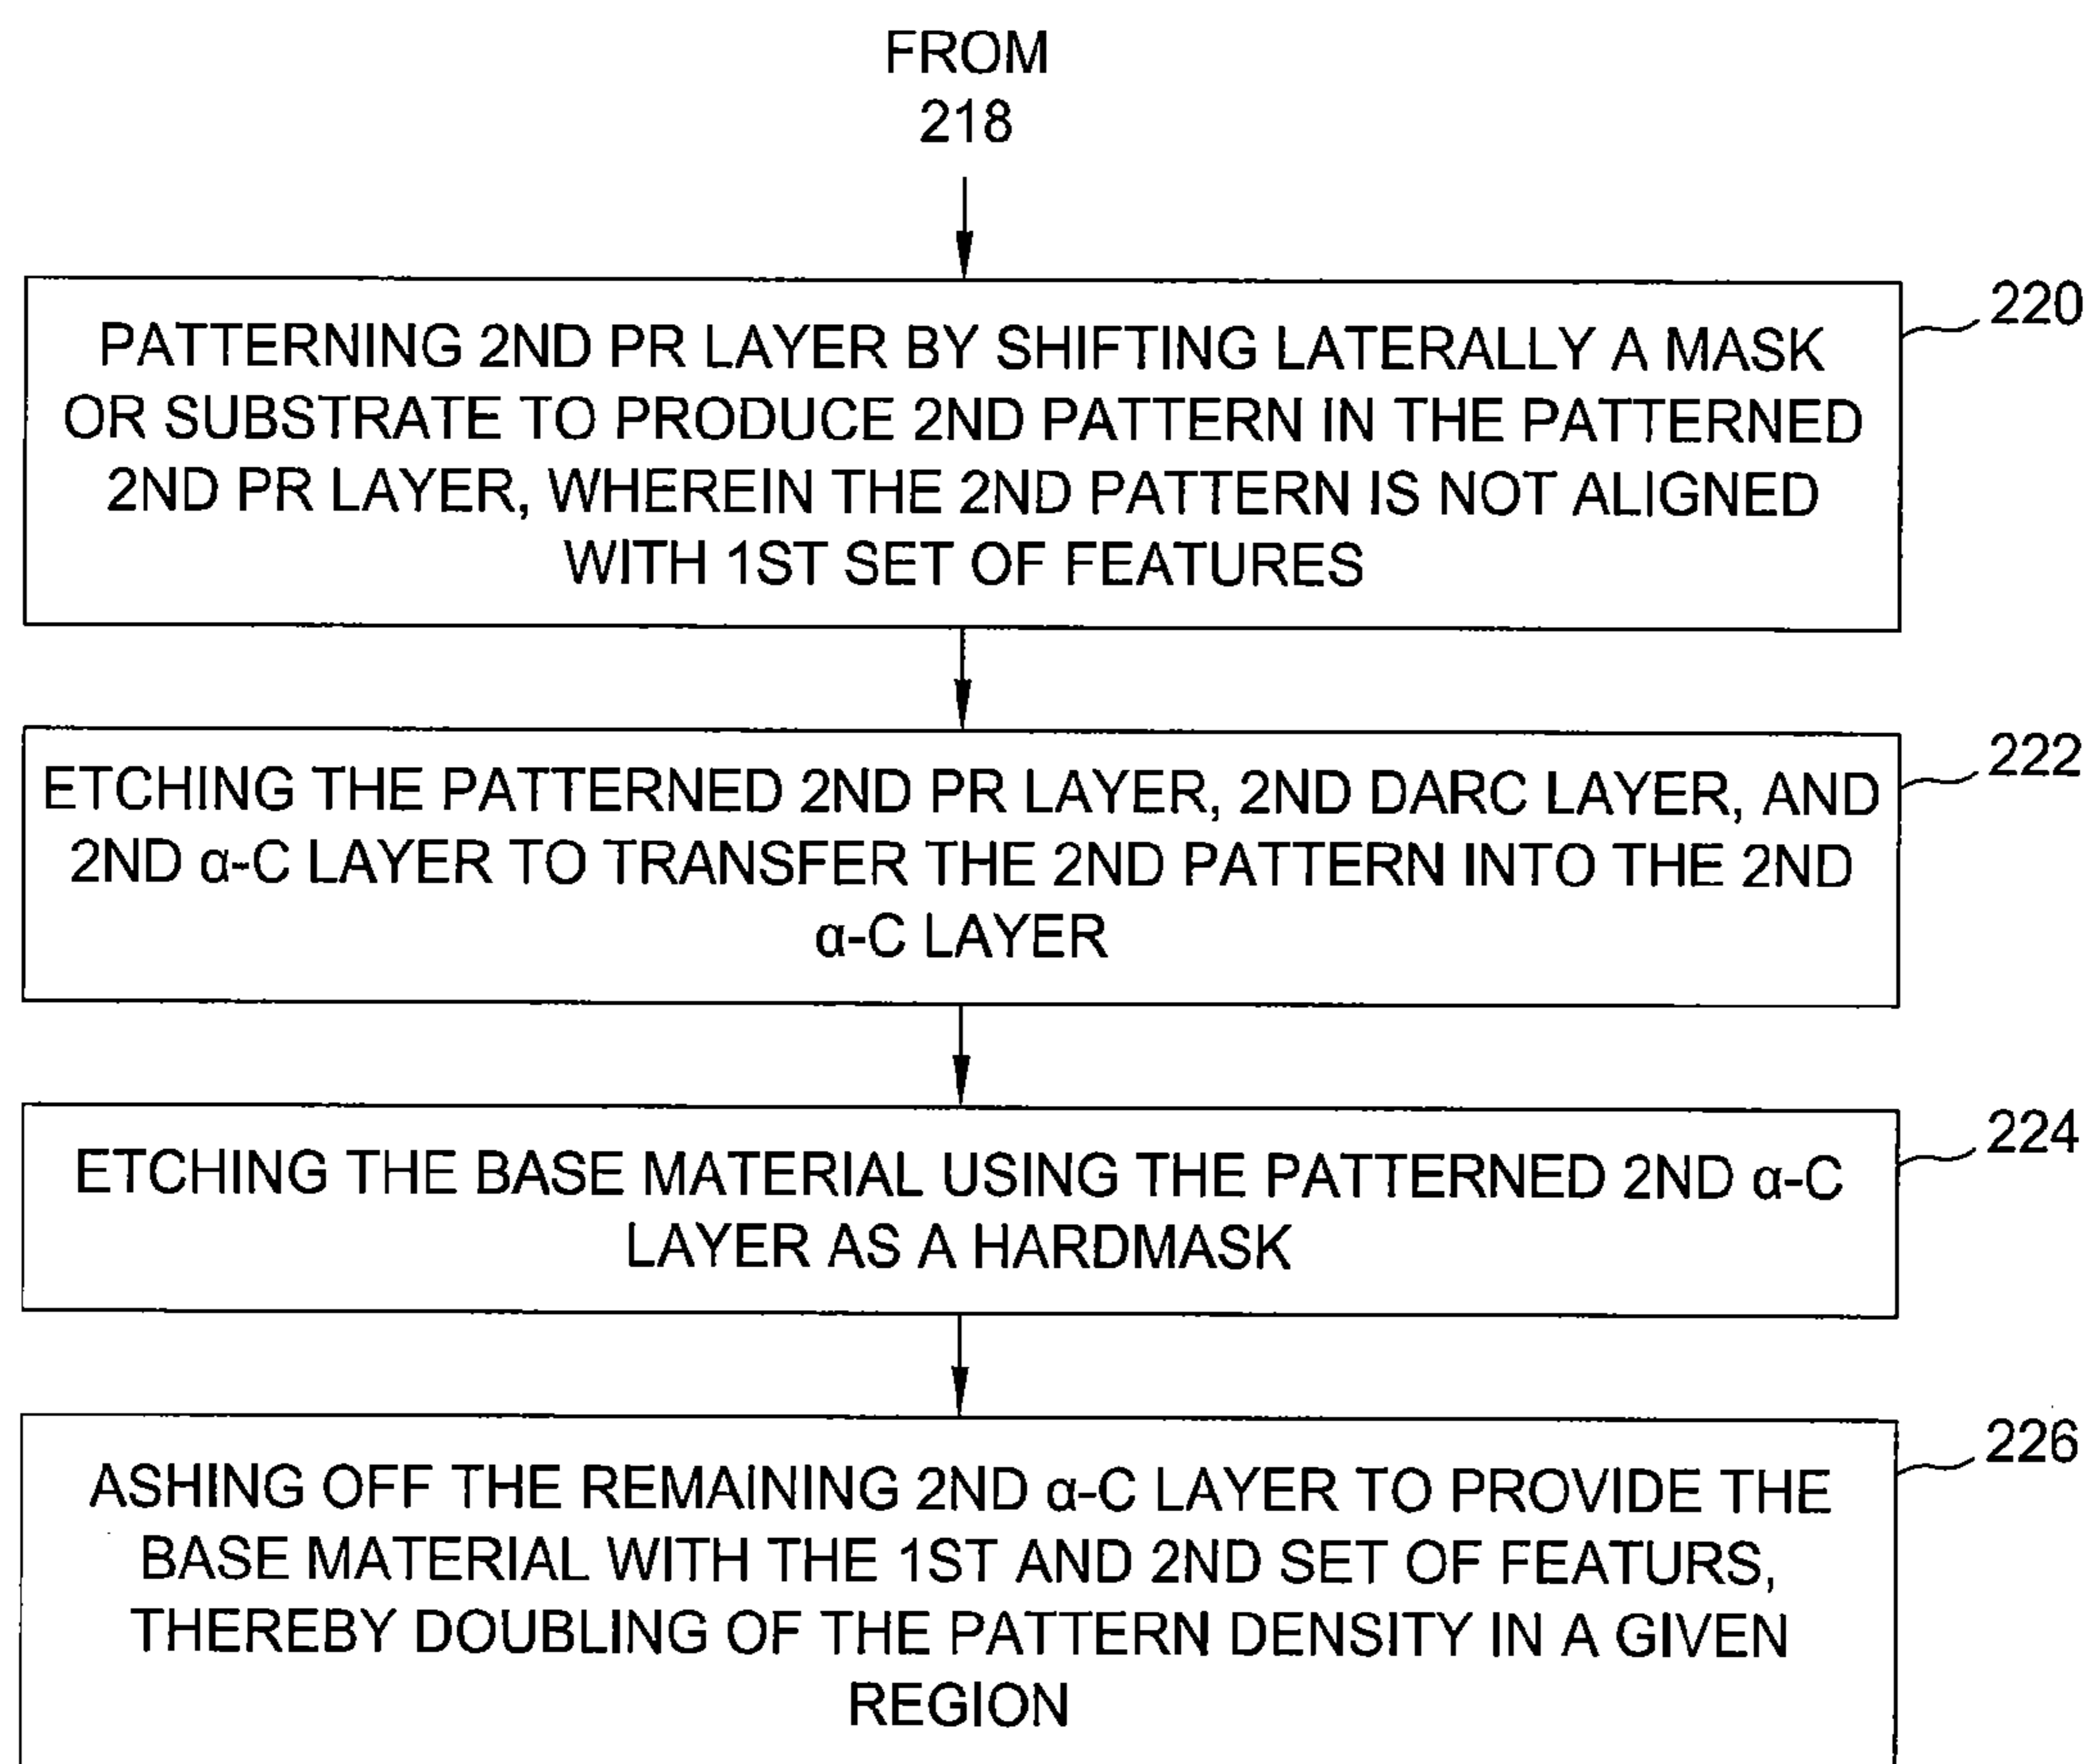 FROM
218
PATTERNING 2ND PR LAYER BY SHIFTING LATERALLY A MASK
OR SUBSTRATE TO PRODUCE 2ND PATTERN IN THE PATTERNED
2ND PR LAYER, WHEREIN THE 2ND PATTERN IS NOT ALIGNED
WITH 1ST SET OF FEATURES
220
ETCHING THE PATTERNED 2ND PR LAYER, 2ND DARC LAYER, AND
2ND α-C LAYER TO TRANSFER THE 2ND PATTERN INTO THE 2ND
α-C LAYER
222
ETCHING THE BASE MATERIAL USING THE PATTERNED 2ND α-C
LAYER AS A HARDMASK
224
ASHING OFF THE REMAINING 2ND α-C LAYER TO PROVIDE THE
BASE MATERIAL WITH THE 1ST AND 2ND SET OF FEATURS,
THEREBY DOUBLING OF THE PATTERN DENSITY IN A GIVEN
REGION
226